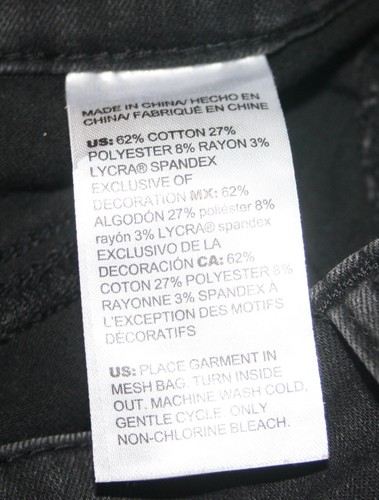 MADE IN CHINA/ HECHO EN
CHINA/ FABRIQUÉ EN CHINE
US: 62% COTTON 27%
POLYESTER 8% RAYON 3%
LYCRA® SPANDEX
EXCLUSIVE OF
DECORATION MX: 62%
ALGODÓN 27% poliéster 8%
rayón 3% LYCRA® spandex
EXCLUSIVO DE LA
DECORACIÓN CA: 62%
COTON 27% POLYESTER 8%
RAYONNE 3% SPANDEX À
L'EXCEPTION DES MOTIFS
DÉCORATIFS
US: PLACE GARMENT IN
MESH BAG. TURN INSIDE
OUT. MACHINE WASH COLD,
GENTLE CYCLE. ONLY
NON-CHLORINE BLEACH.